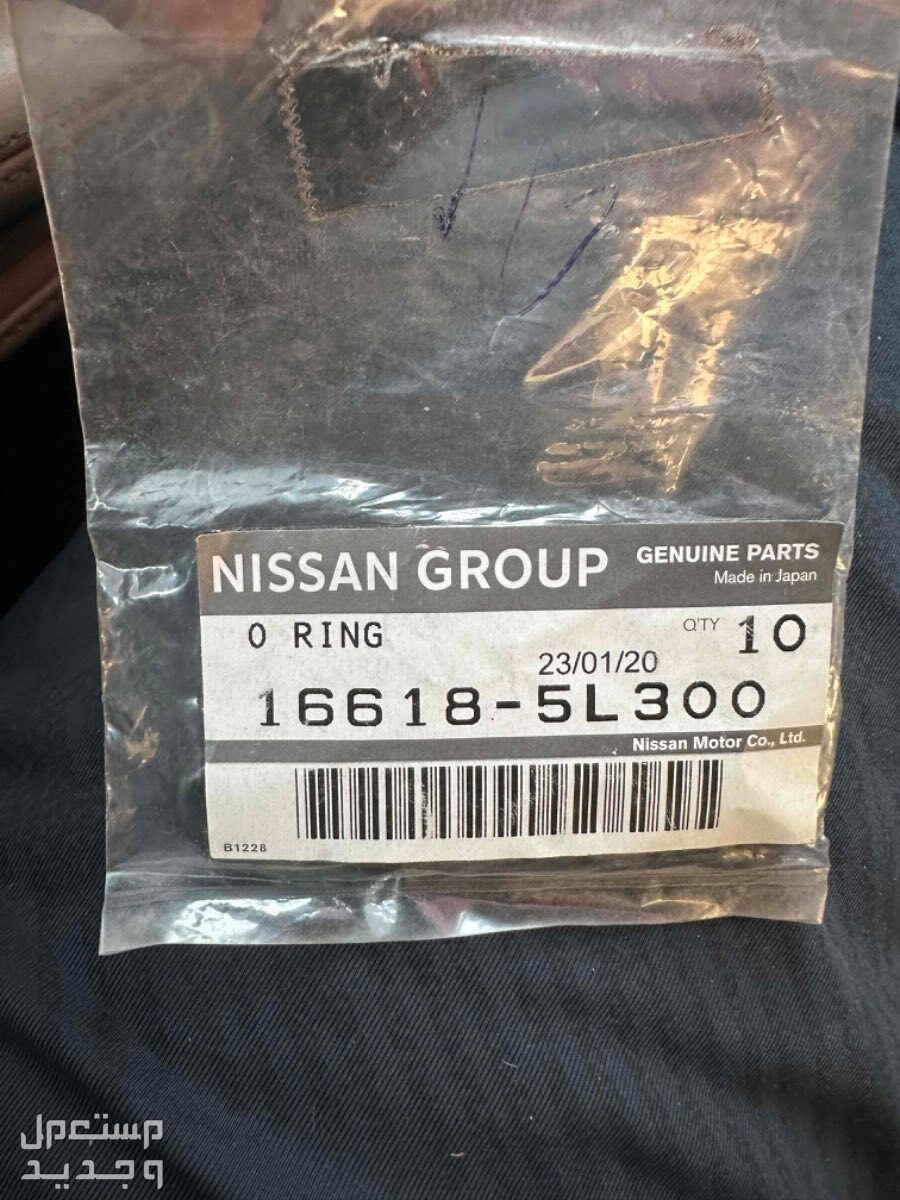 NISSAN GROUP
GENUINE PARTS
Made in Japan
O RING
Q'TY 10
23/01/20
16618-5L300
Nissan Motor Co., Ltd.
B1228
مستعمل
وجديد